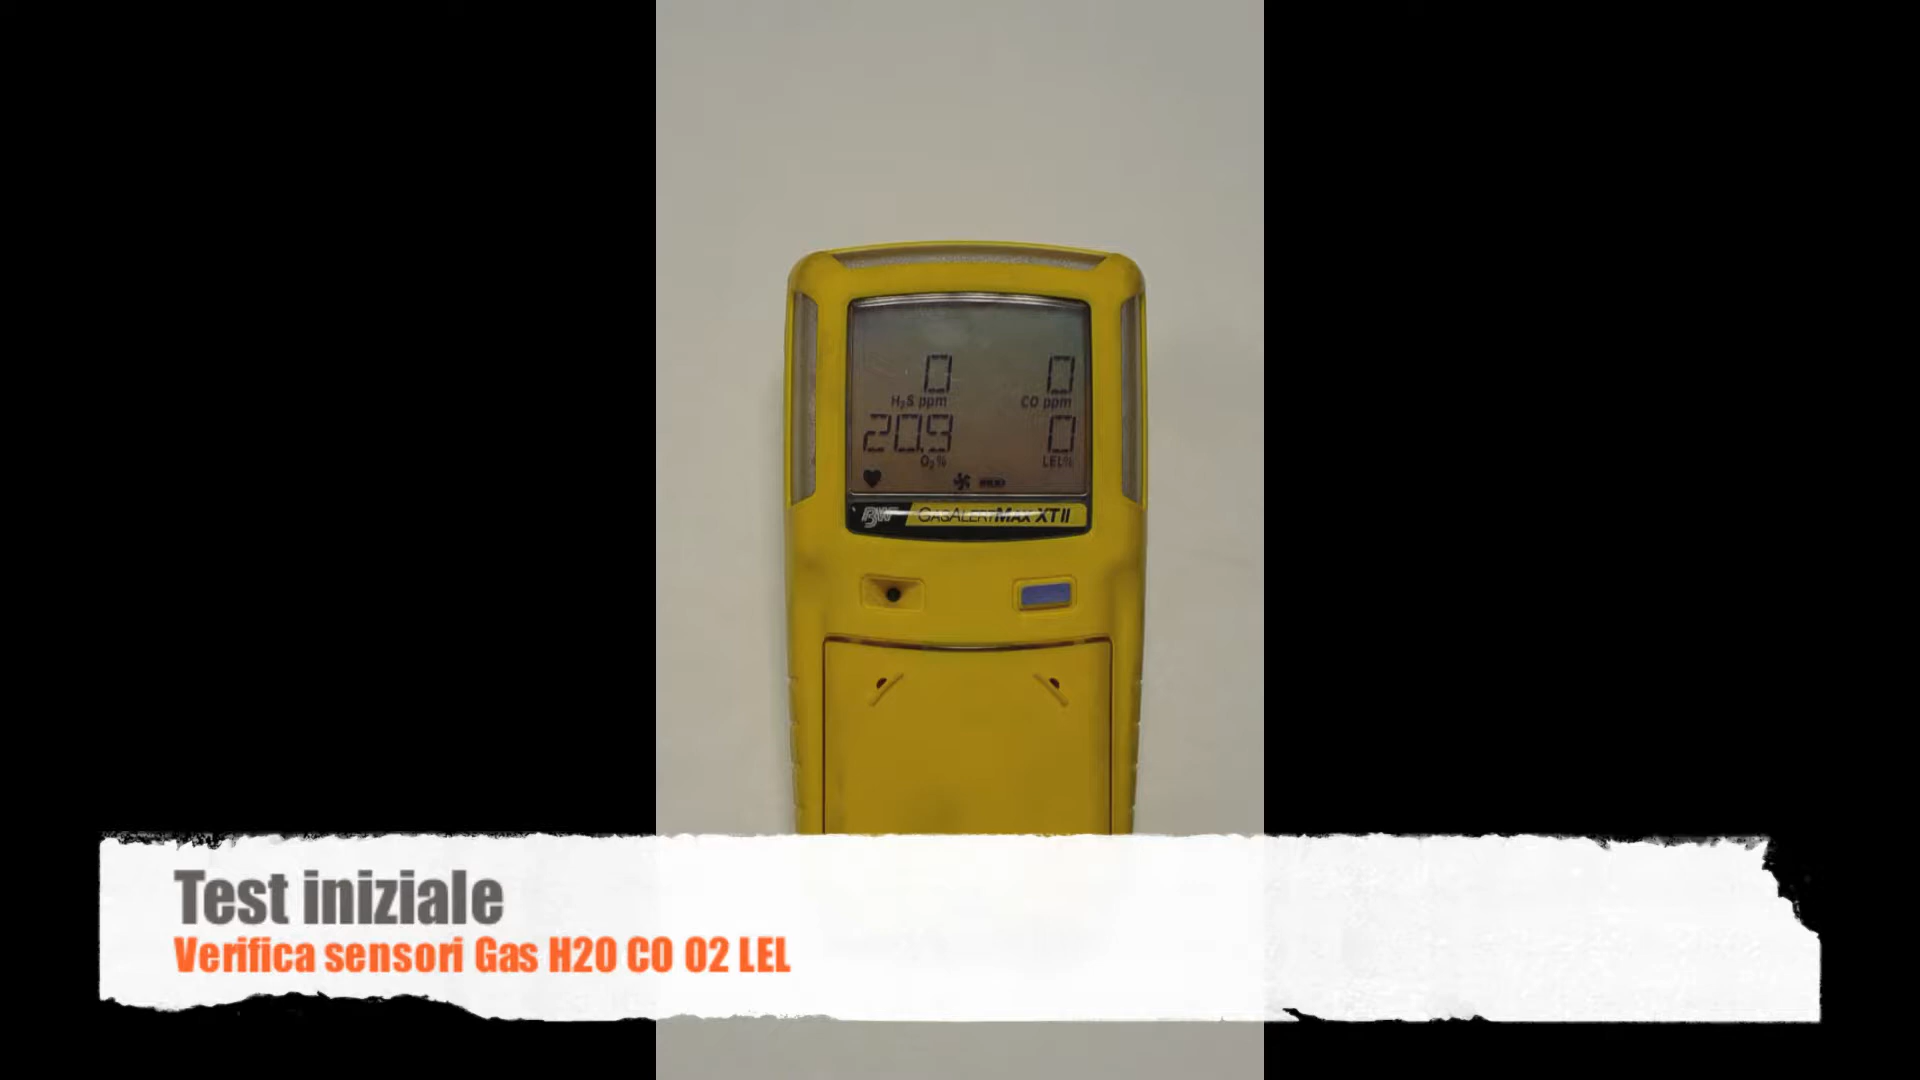 0 0
H2S ppm CO ppm
20.9 0
O2% LEL%
BW GASALERTMAX XT II
Test iniziale
Verifica sensori Gas H2O CO O2 LEL